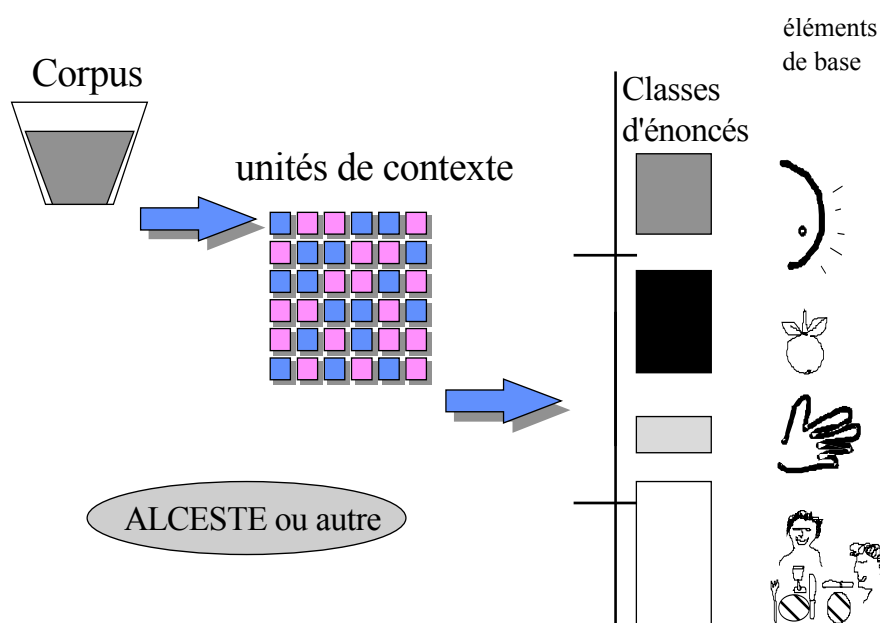 éléments
de base
Corpus
Classes
d'énoncés
unités de contexte
ALCESTE ou autre